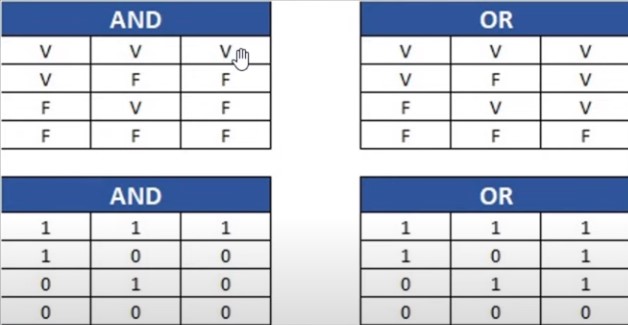 AND
V V V
V F F
F V F
F F F
OR
V V V
V F V
F V V
F F F
AND
1 1 1
1 0 0
0 1 0
0 0 0
OR
1 1 1
1 0 1
0 1 1
0 0 0